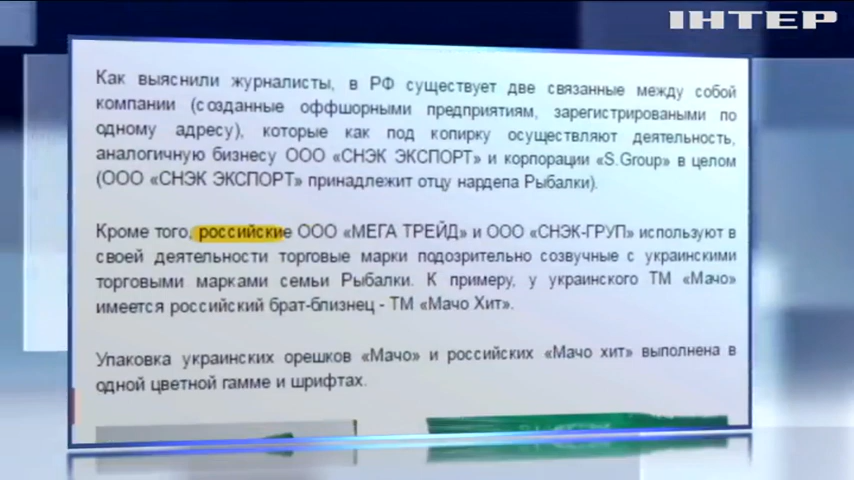 ІНТЕР
Как выяснили журналисты, в РФ существует две связанные между собой
компании (созданные оффшорными предприятиям, зарегистрироваными по
одному адресу), которые как под копирку осуществляют деятельность,
аналогичную бизнесу ООО «СНЭК ЭКСПОРТ» и корпорации «S.Group» в целом
(ООО «СНЭК ЭКСПОРТ» принадлежит отцу нардепа Рыбалки).
Кроме того, российские ООО «МЕГА ТРЕЙД» и ООО «СНЭК-ГРУП» используют в
своей деятельности торговые марки подозрительно созвучные с украинскими
торговыми марками семьи Рыбалки. К примеру, у украинского ТМ «Мачо»
имеется российский брат-близнец - ТМ «Мачо Хит».
Упаковка украинских орешков «Мачо» и российских «Мачо хит» выполнена в
одной цветной гамме и шрифтах.